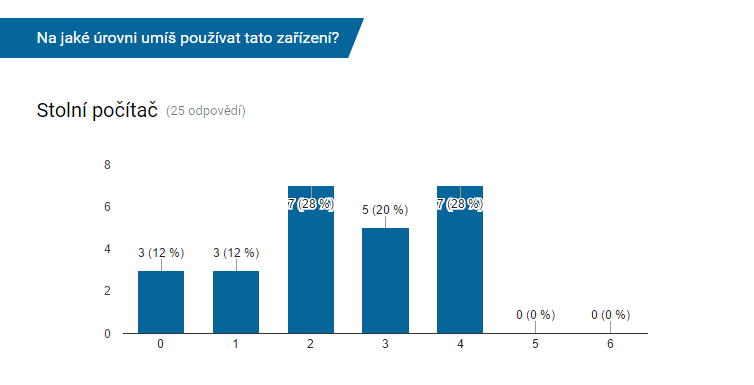 Na jaké úrovni umíš používat tato zařízení?
Stolní počítač (25 odpovědí)
8
6
4
2
0
3 (12 %)
3 (12 %)
7 (28 %)
5 (20 %)
7 (28 %)
0 (0 %)
0 (0 %)
0 1 2 3 4 5 6